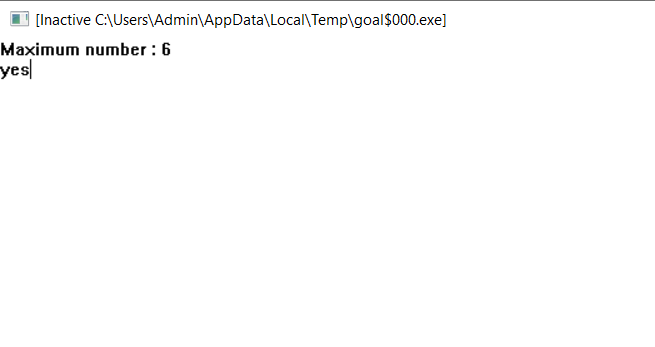 [Inactive C:\Users\Admin\AppData\Local\Temp\goal$000.exe]
Maximum number : 6
yes